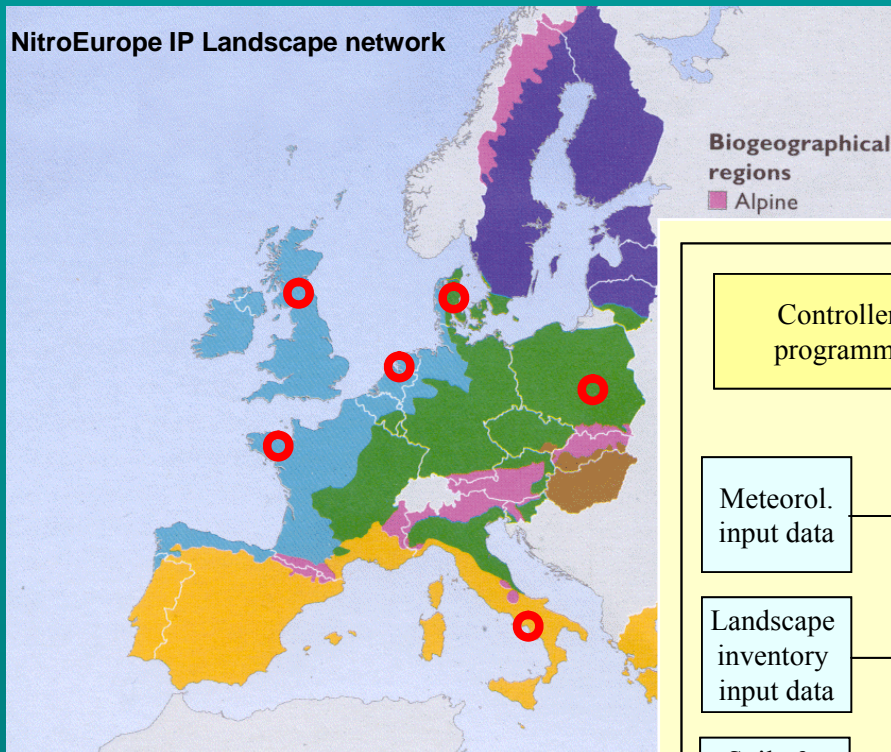 NitroEurope IP Landscape network
Biogeographical
regions
Alpine
Controller
programm
Meteorol.
input data
Landscape
inventory
input data